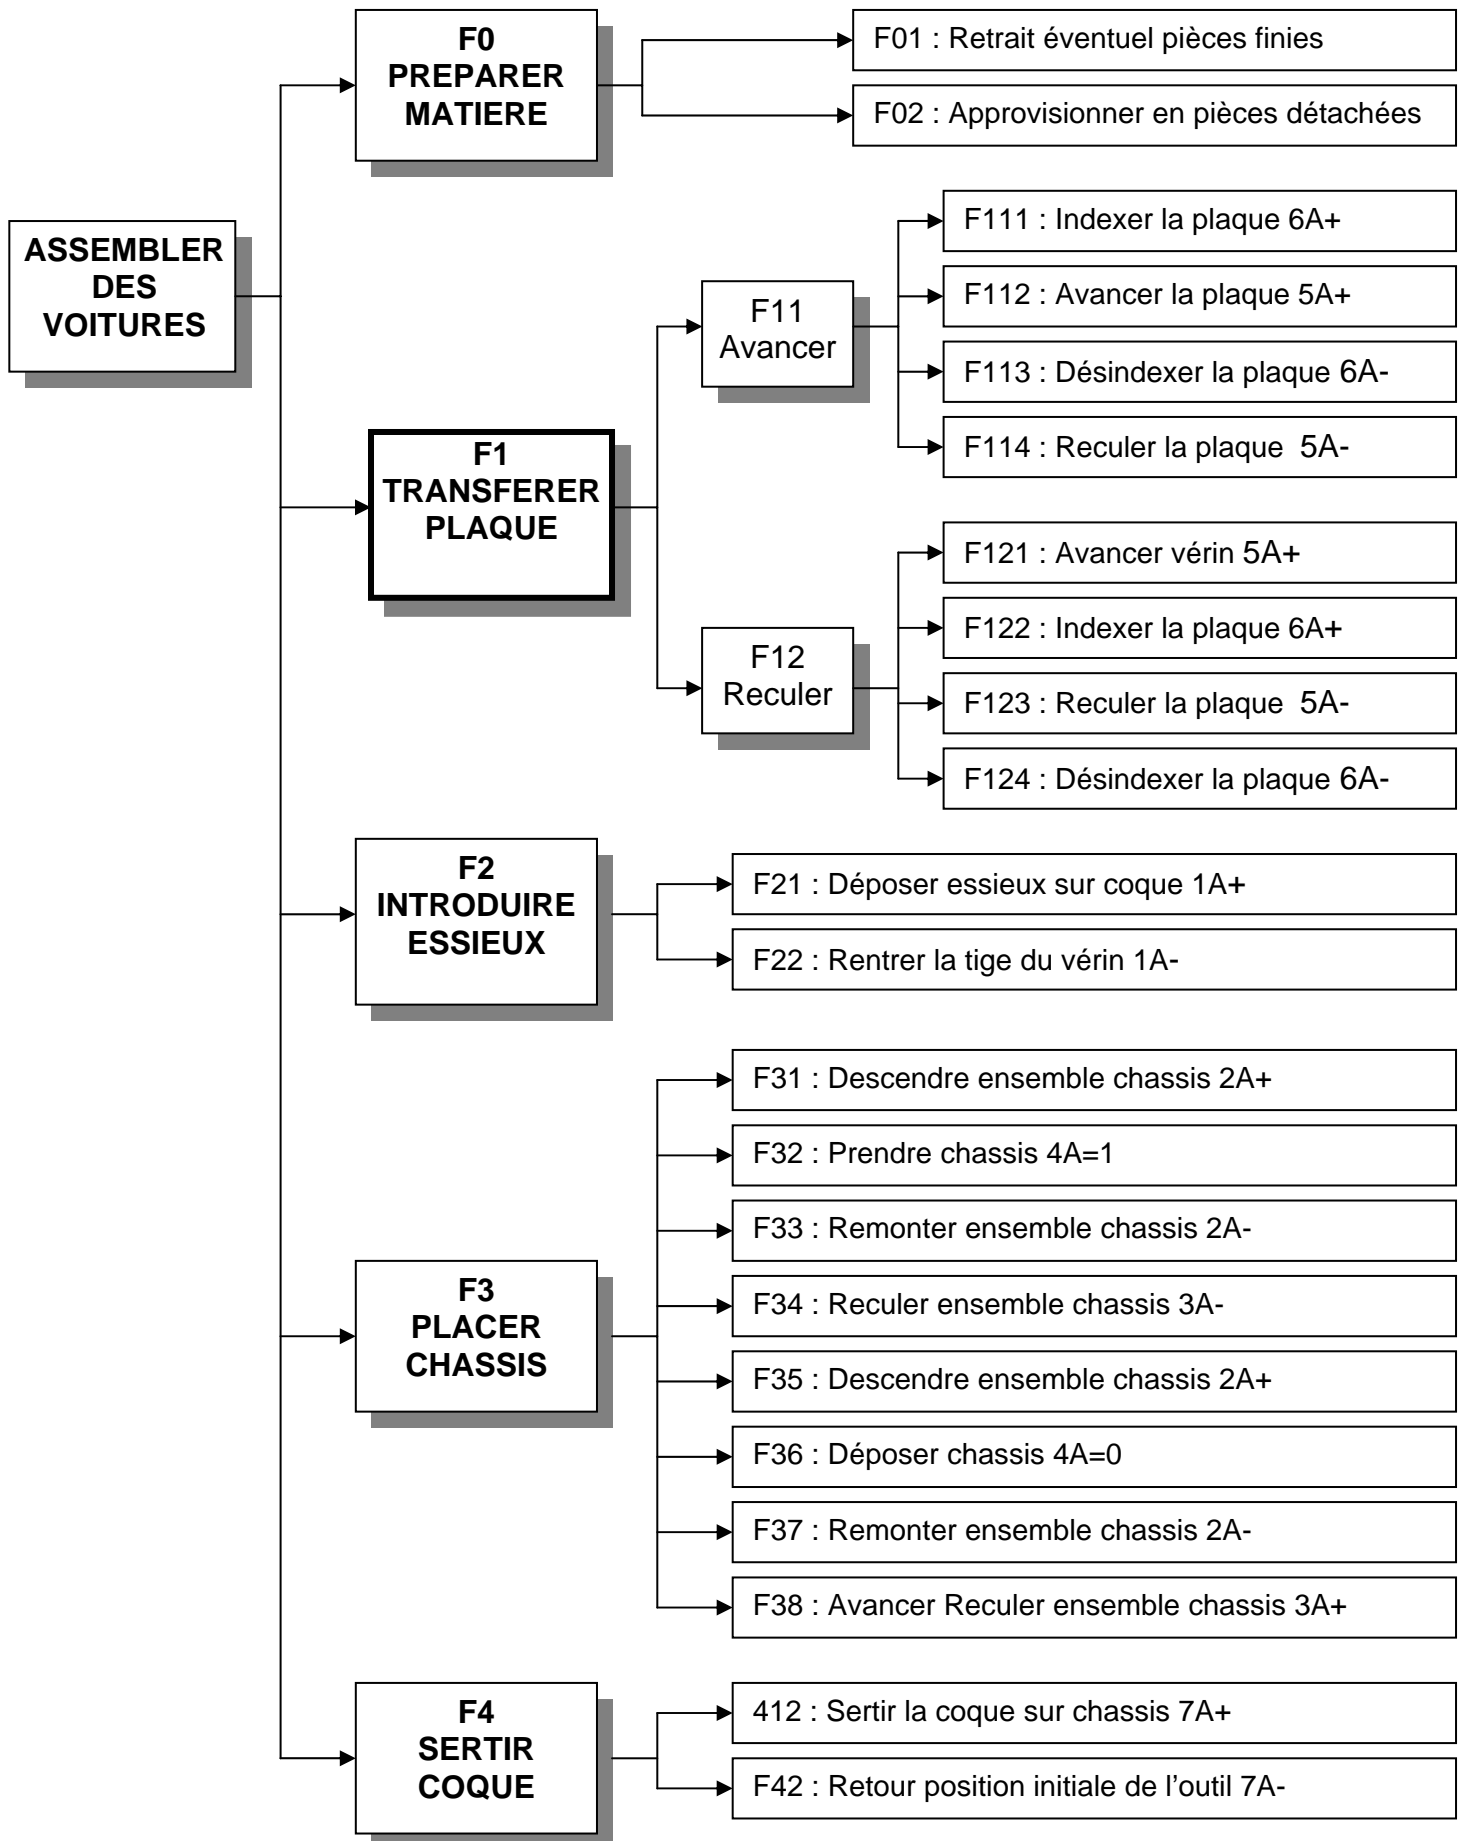 F0
PREPARER
MATIERE
F01 : Retrait éventuel pièces finies
F02 : Approvisionner en pièces détachées
ASSEMBLER
DES
VOITURES
F1
TRANSFERER
PLAQUE
F11
Avancer
F111 : Indexer la plaque 6A+
F112 : Avancer la plaque 5A+
F113 : Désindexer la plaque 6A-
F114 : Reculer la plaque 5A-
F12
Reculer
F121 : Avancer vérin 5A+
F122 : Indexer la plaque 6A+
F123 : Reculer la plaque 5A-
F124 : Désindexer la plaque 6A-
F2
INTRODUIRE
ESSIEUX
F21 : Déposer essieux sur coque 1A+
F22 : Rentrer la tige du vérin 1A-
F3
PLACER
CHASSIS
F31 : Descendre ensemble chassis 2A+
F32 : Prendre chassis 4A=1
F33 : Remonter ensemble chassis 2A-
F34 : Reculer ensemble chassis 3A-
F35 : Descendre ensemble chassis 2A+
F36 : Déposer chassis 4A=0
F37 : Remonter ensemble chassis 2A-
F38 : Avancer Reculer ensemble chassis 3A+
F4
SERTIR
COQUE
412 : Sertir la coque sur chassis 7A+
F42 : Retour position initiale de l’outil 7A-